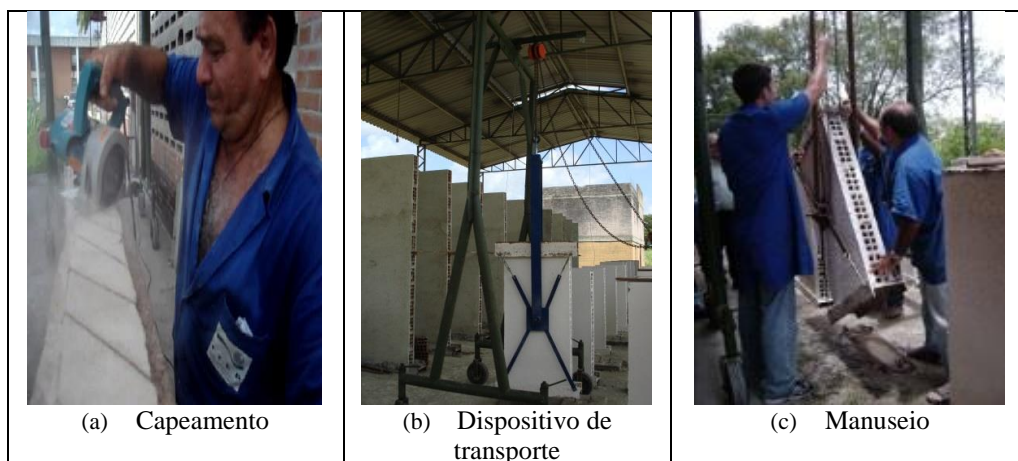 (a) Capeamento
(b) Dispositivo de
transporte
(c) Manuseio